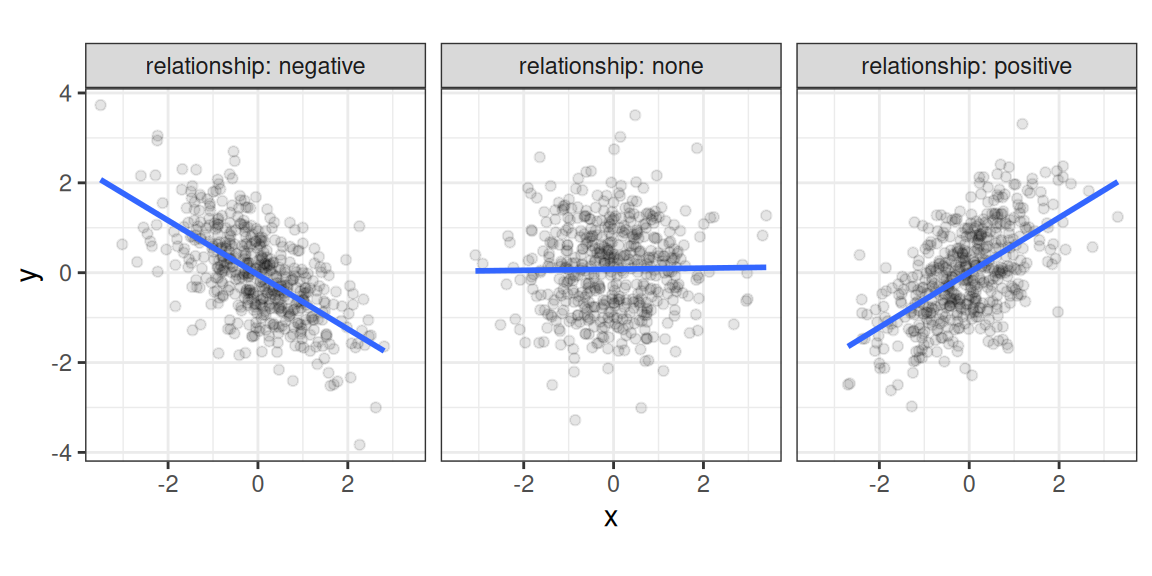 relationship: negative
relationship: none
relationship: positive
4
2
0
-2
-4
y
-2 0 2
-2 0 2
-2 0 2
x